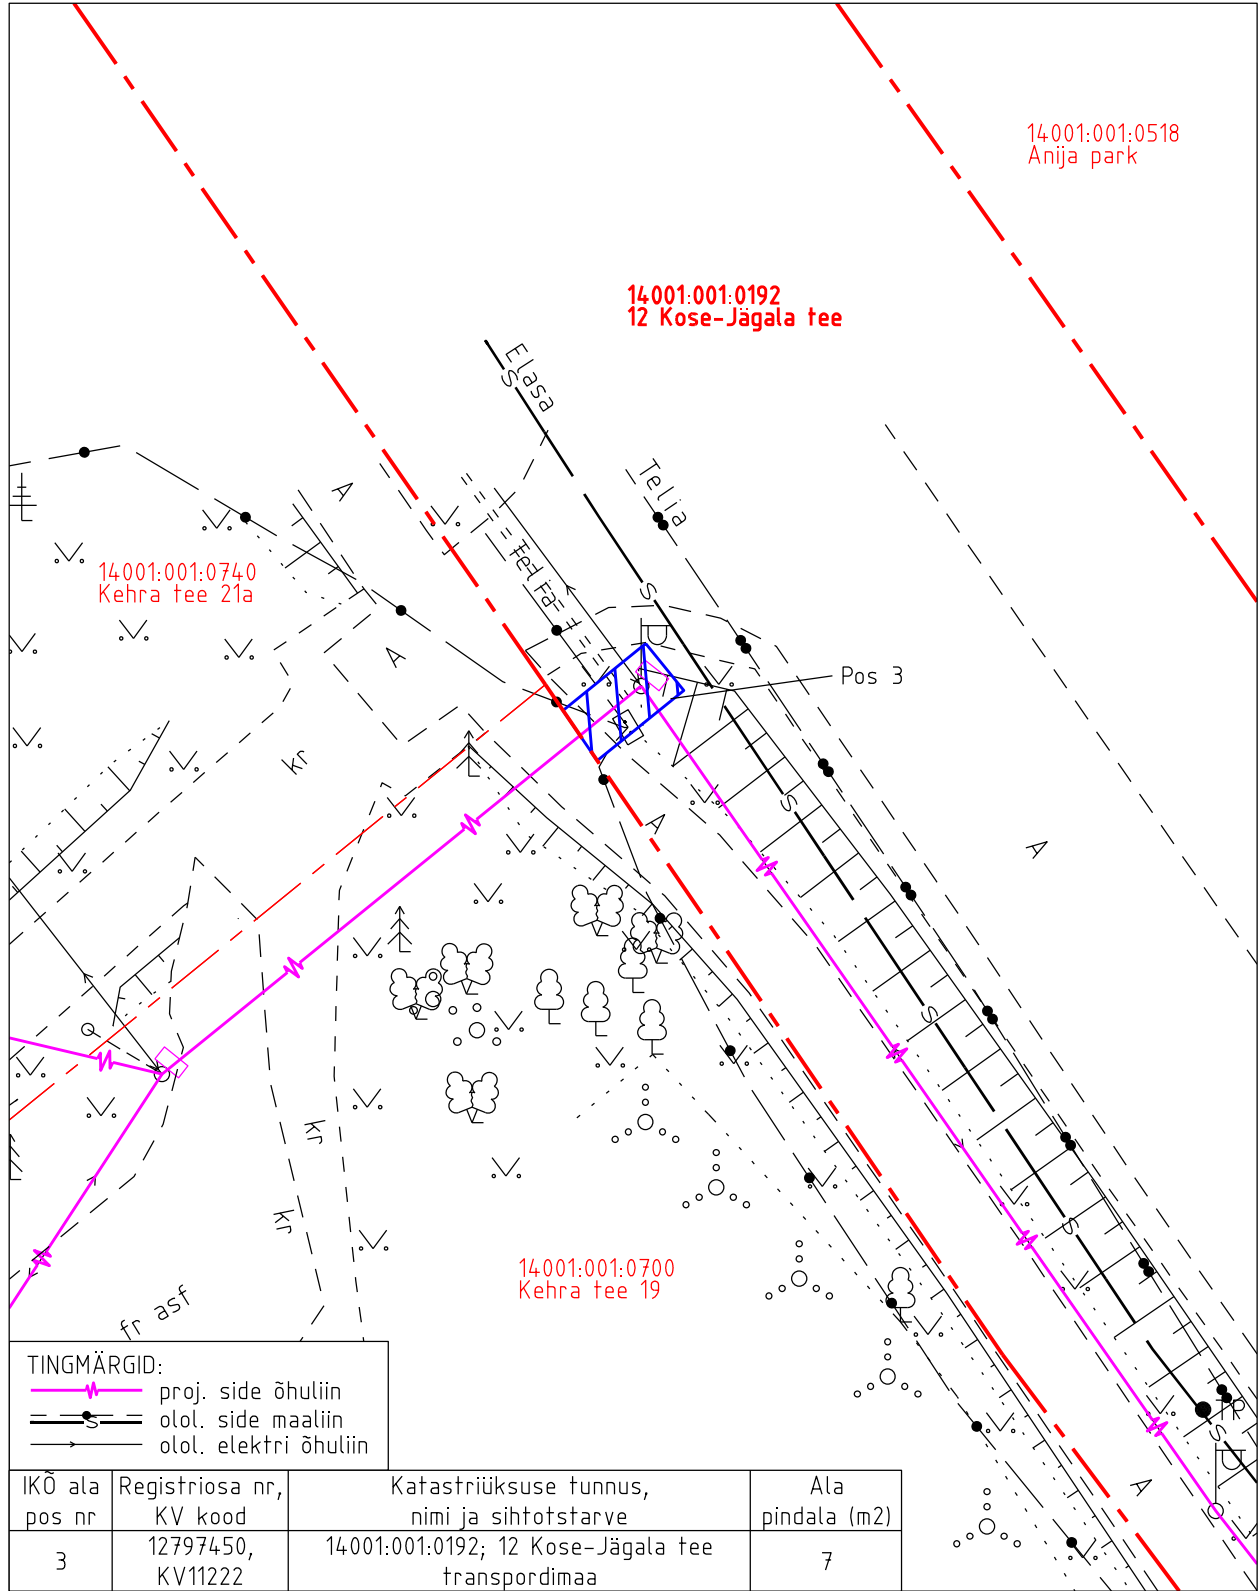 14001:001:0518
Anija park
14001:001:0192
12 Kose-Jägala tee
Elasa
S
Telia
A
14001:001:0740
Kehra tee 21a
Telia
S
A
Pos 3
kr
S
A
A
S
kr
kr
S
14001:001:0700
Kehra tee 19
fr asf
S
A
TINGMÄRGID:
proj. side õhuliin
S olol. side maaliin
olol. elektri õhuliin
IKÕ ala pos nr
Registriosa nr, KV kood
Katastriüksuse tunnus, nimi ja sihtotstarve
Ala pindala (m2)
3
12797450, KV11222
14001:001:0192; 12 Kose-Jägala tee transpordimaa
7